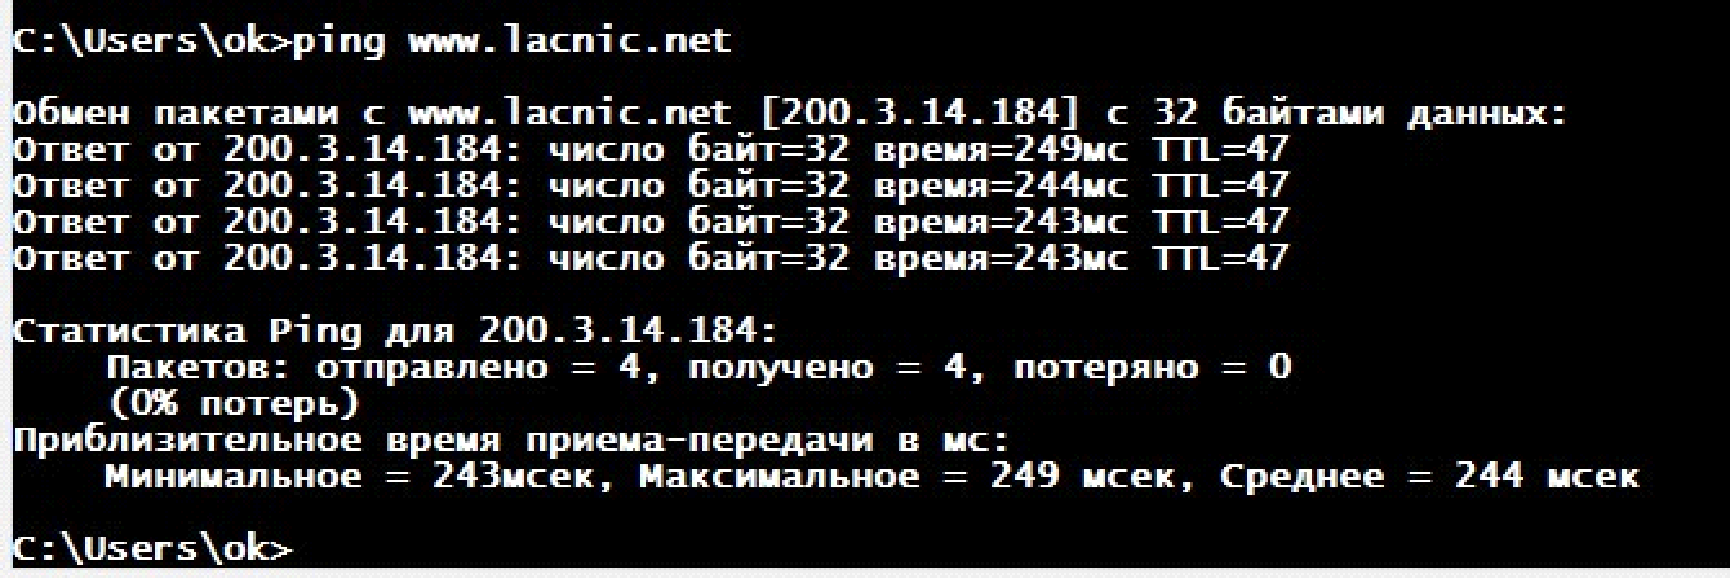 C:\Users\ok>ping www.lacnic.net
Обмен пакетами с www.lacnic.net [200.3.14.184] с 32 байтами данных:
Ответ от 200.3.14.184: число байт=32 время=249мс TTL=47
Ответ от 200.3.14.184: число байт=32 время=244мс TTL=47
Ответ от 200.3.14.184: число байт=32 время=243мс TTL=47
Ответ от 200.3.14.184: число байт=32 время=243мс TTL=47
Статистика Ping для 200.3.14.184:
Пакетов: отправлено = 4, получено = 4, потеряно = 0
(0% потерь)
Приблизительное время приема-передачи в мс:
Минимальное = 243мсек, Максимальное = 249 мсек, Среднее = 244 мсек
C:\Users\ok>